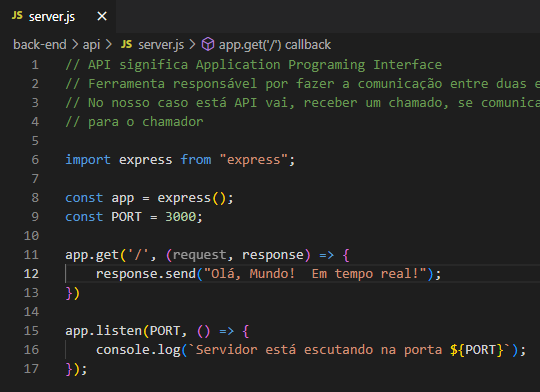 JS server.js ×
back-end > api > JS server.js > app.get('/') callback
1 // API significa Application Programing Interface
2 // Ferramenta responsável por fazer a comunicação entre duas
3 // No nosso caso está API vai, receber um chamado, se comunica
4 // para o chamador
5
6 import express from "express";
7
8 const app = express();
9 const PORT = 3000;
10
11 app.get('/', (request, response) => {
12 response.send("Olá, Mundo!  Em tempo real!");
13 })
14
15 app.listen(PORT, () => {
16 console.log(`Servidor está escutando na porta ${PORT}`);
17 });